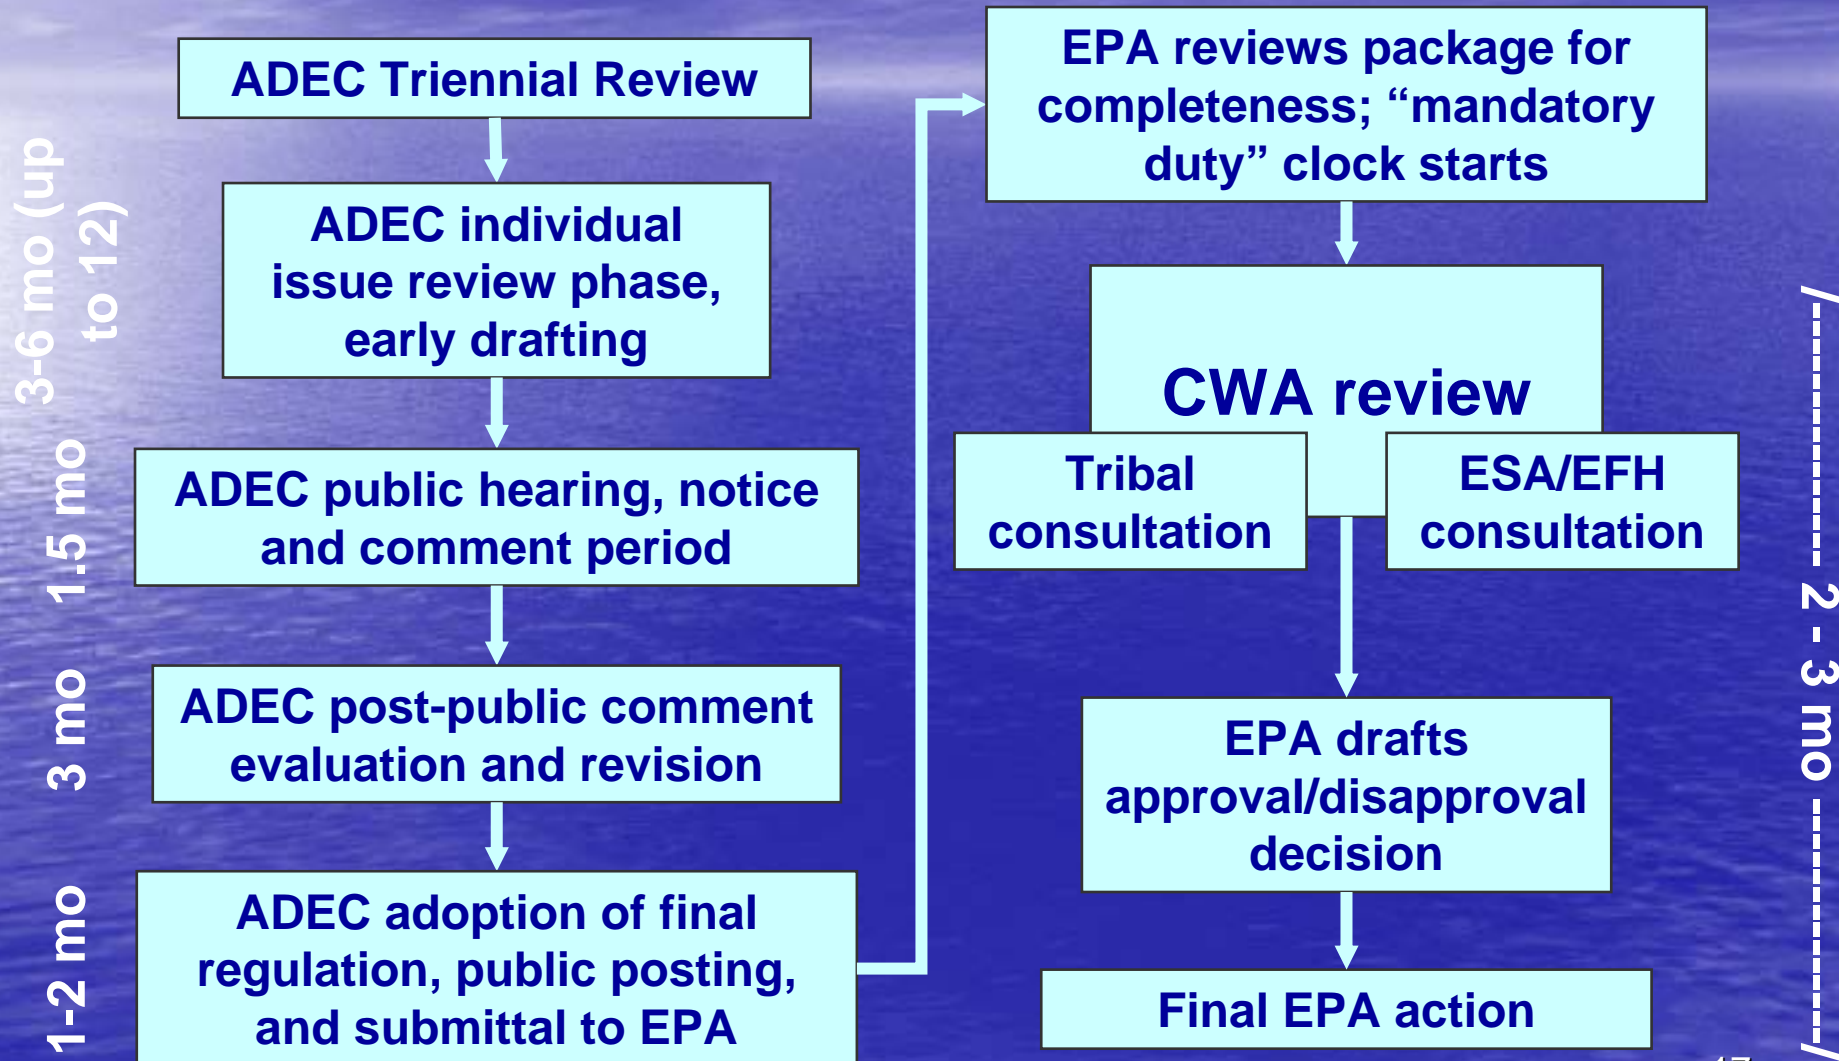 ADEC Triennial Review
3-6 mo (up
to 12)
ADEC individual
issue review phase,
early drafting
1.5 mo
ADEC public hearing, notice
and comment period
3 mo
ADEC post-public comment
evaluation and revision
1-2 mo
ADEC adoption of final
regulation, public posting,
and submittal to EPA
EPA reviews package for
completeness; “mandatory
duty” clock starts
CWA review
Tribal
consultation
ESA/EFH
consultation
EPA drafts
approval/disapproval
decision
Final EPA action
/------------ 2 - 3 mo ------------/